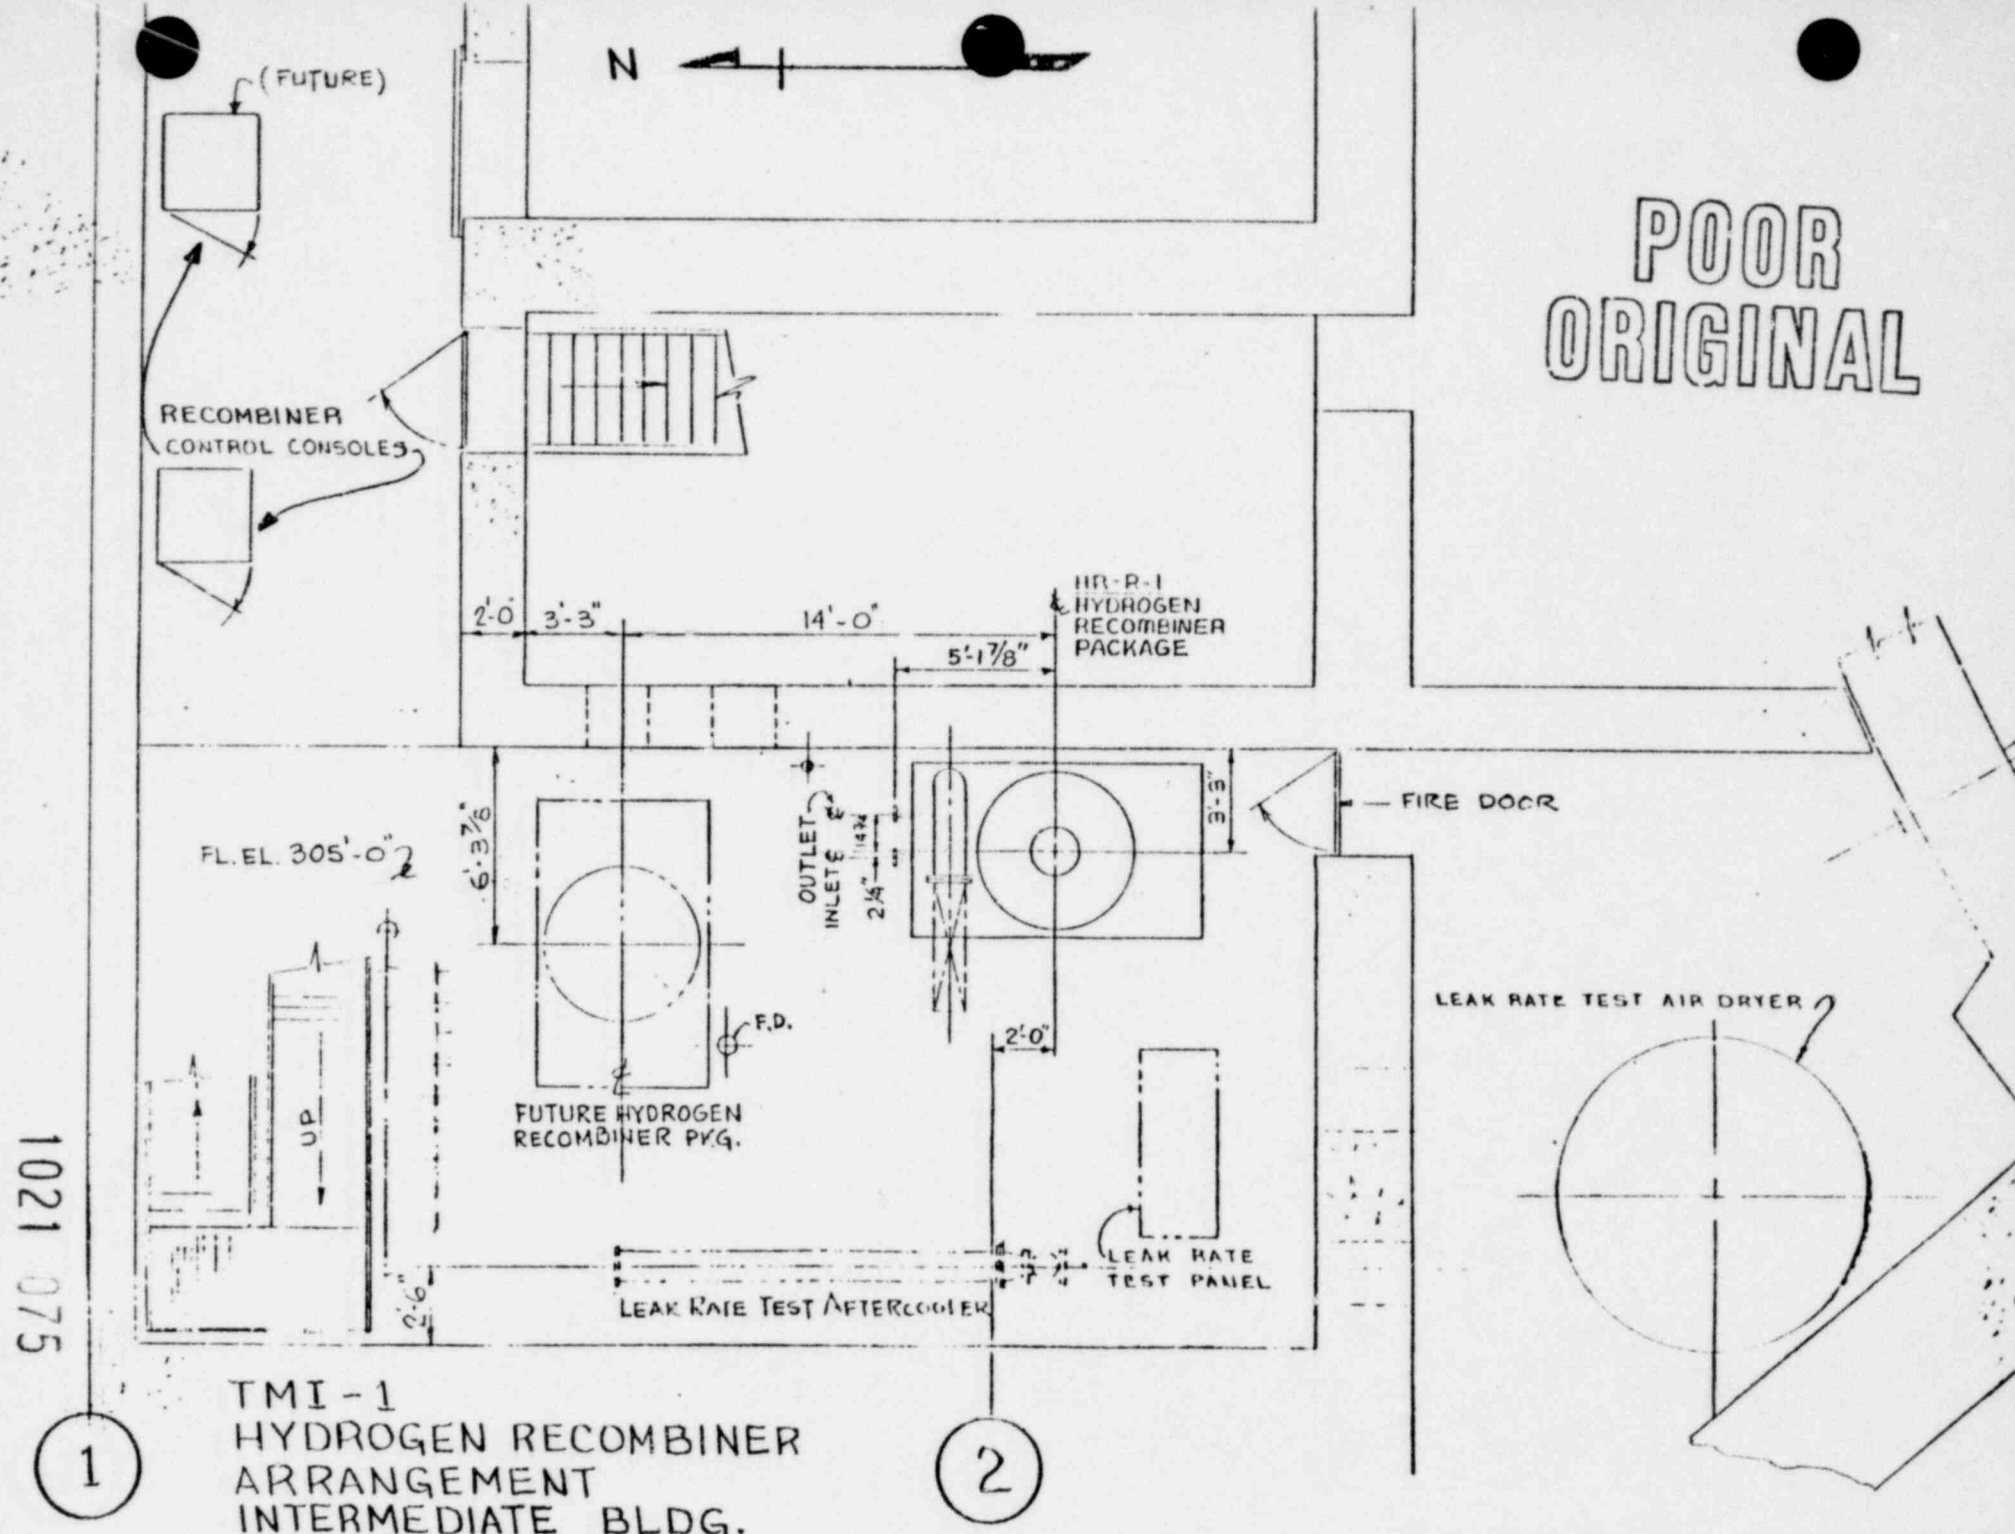 (FUTURE)
N
POOR
ORIGINAL
RECOMBINER
CONTROL CONSOLES
HR-R-1
HYDROGEN
RECOMBINER
PACKAGE
2'-0"
3'-3"
14'-0"
5'-1 7/8"
FL. EL. 305'-0"
6'-3 7/8"
OUTLET
INLET
2 1/4"
3'-3"
FIRE DOOR
F.D.
2'-0"
LEAK RATE TEST AIR DRYER
UP
FUTURE HYDROGEN
RECOMBINER PKG.
LEAK RATE
TEST PANEL
2'-6"
LEAK RATE TEST AFTERCOOLER
1021 075
TMI-1
HYDROGEN RECOMBINER
ARRANGEMENT
INTERMEDIATE BLDG.
1
2